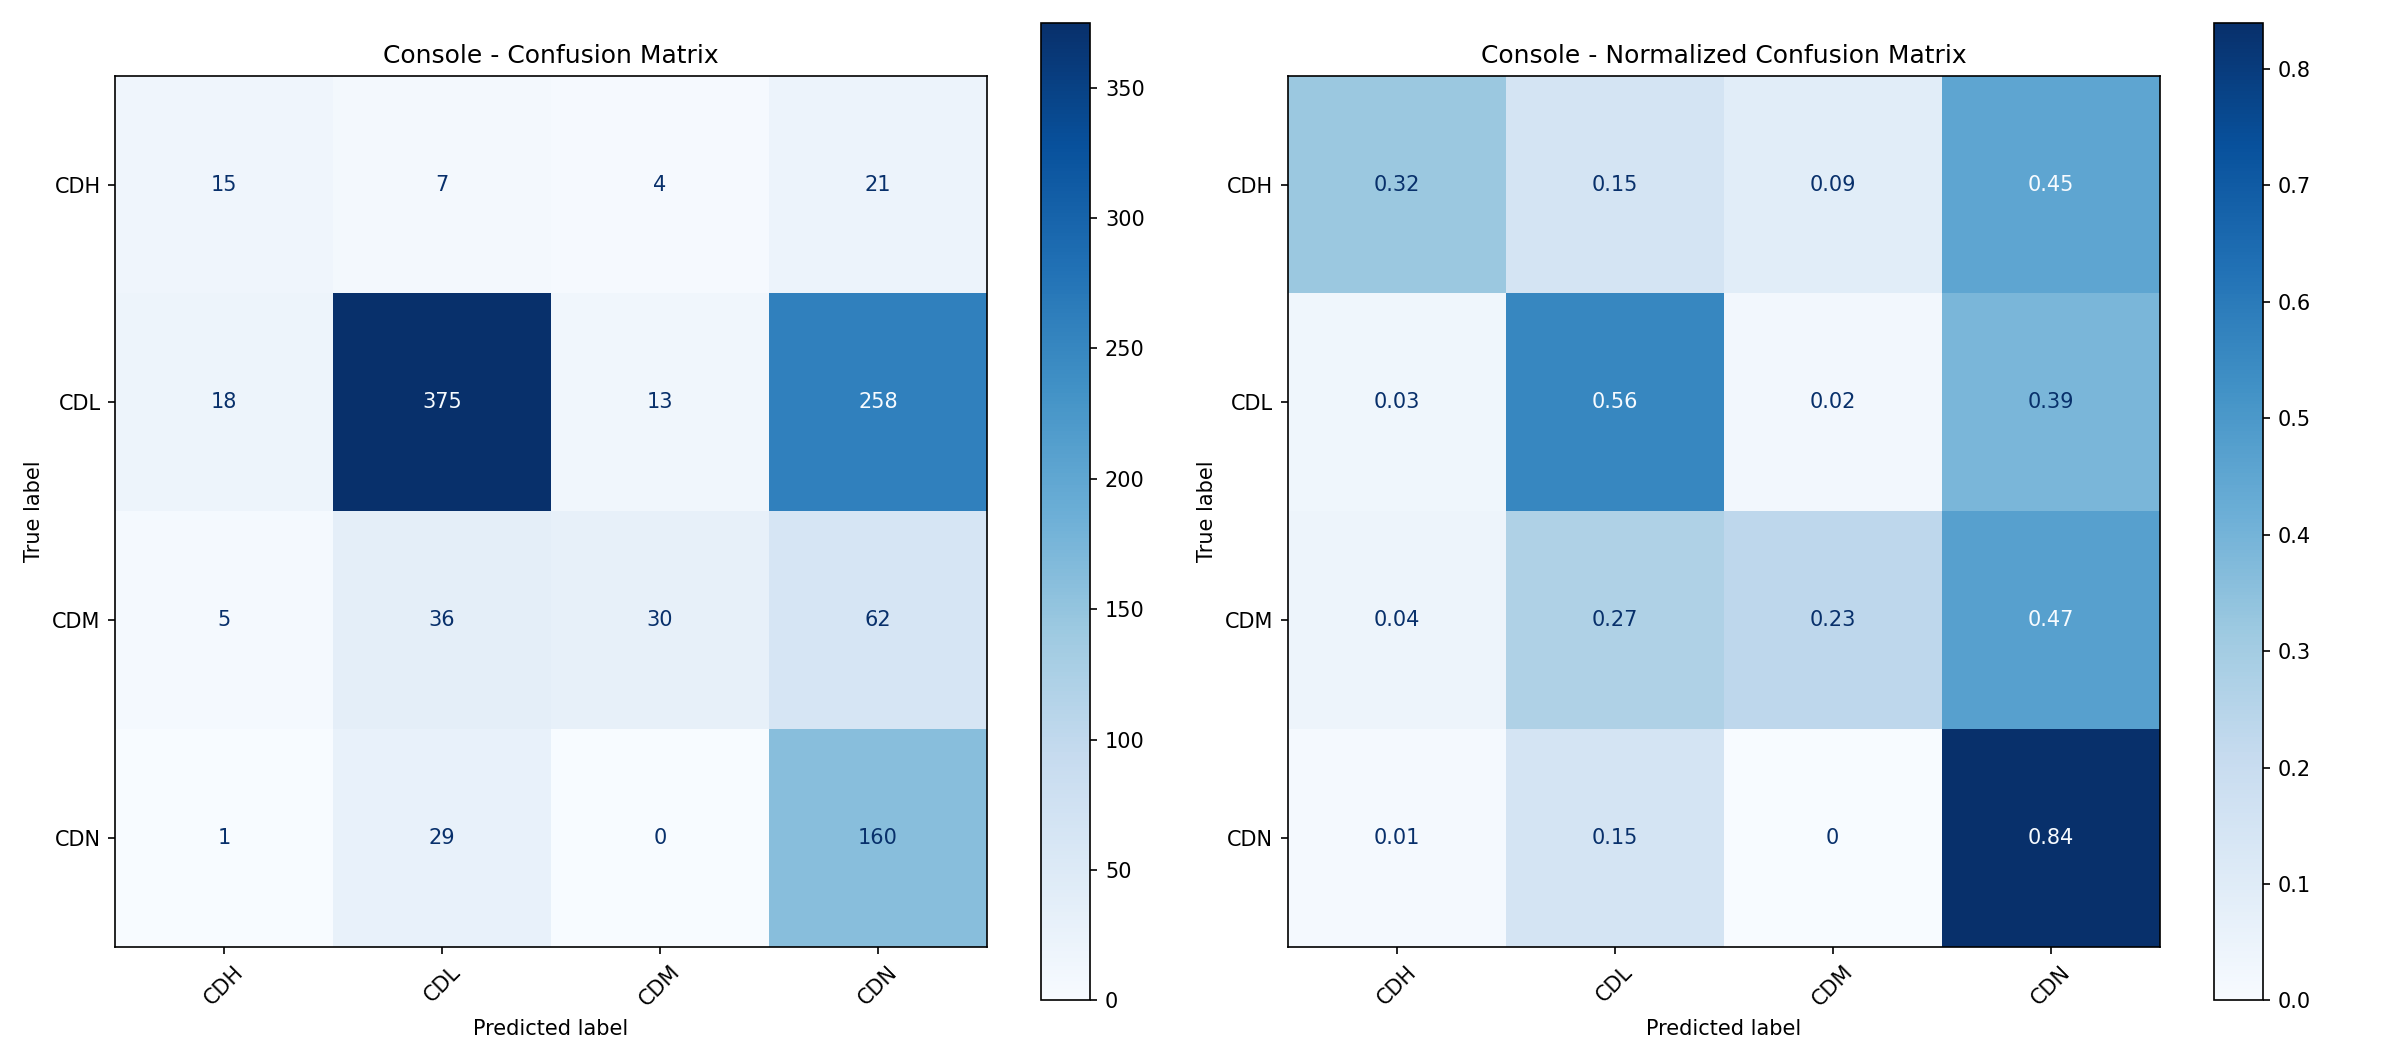 Console - Confusion Matrix
True label
CDH 15 7 4 21
CDL 18 375 13 258
CDM 5 36 30 62
CDN 1 29 0 160
CDH CDL CDM CDN
Predicted label
350
300
250
200
150
100
50
0
Console - Normalized Confusion Matrix
True label
CDH 0.32 0.15 0.09 0.45
CDL 0.03 0.56 0.02 0.39
CDM 0.04 0.27 0.23 0.47
CDN 0.01 0.15 0 0.84
CDH CDL CDM CDN
Predicted label
0.8
0.7
0.6
0.5
0.4
0.3
0.2
0.1
0.0